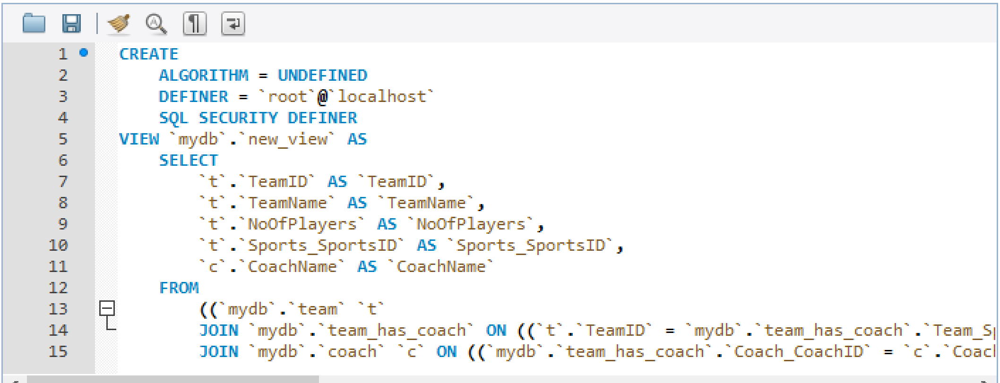 1 CREATE
2 ALGORITHM = UNDEFINED
3 DEFINER = `root`@`localhost`
4 SQL SECURITY DEFINER
5 VIEW `mydb`.`new_view` AS
6 SELECT
7 `t`.`TeamID` AS `TeamID`,
8 `t`.`TeamName` AS `TeamName`,
9 `t`.`NoOfPlayers` AS `NoOfPlayers`,
10 `t`.`Sports_SportsID` AS `Sports_SportsID`,
11 `c`.`CoachName` AS `CoachName`
12 FROM
13 ((`mydb`.`team` `t`
14 JOIN `mydb`.`team_has_coach` ON ((`t`.`TeamID` = `mydb`.`team_has_coach`.`Team_S
15 JOIN `mydb`.`coach` `c` ON ((`mydb`.`team_has_coach`.`Coach_CoachID` = `c`.`Coac